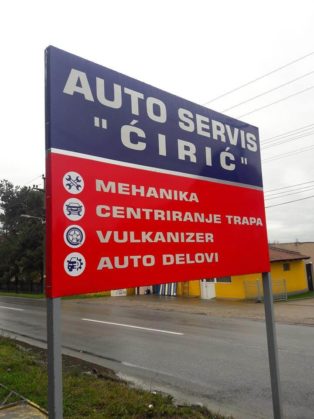 AUTO SERVIS
"ĆIRIĆ"
MEHANIKA
CENTRIRANJE TRAPA
VULKANIZER
AUTO DELOVI